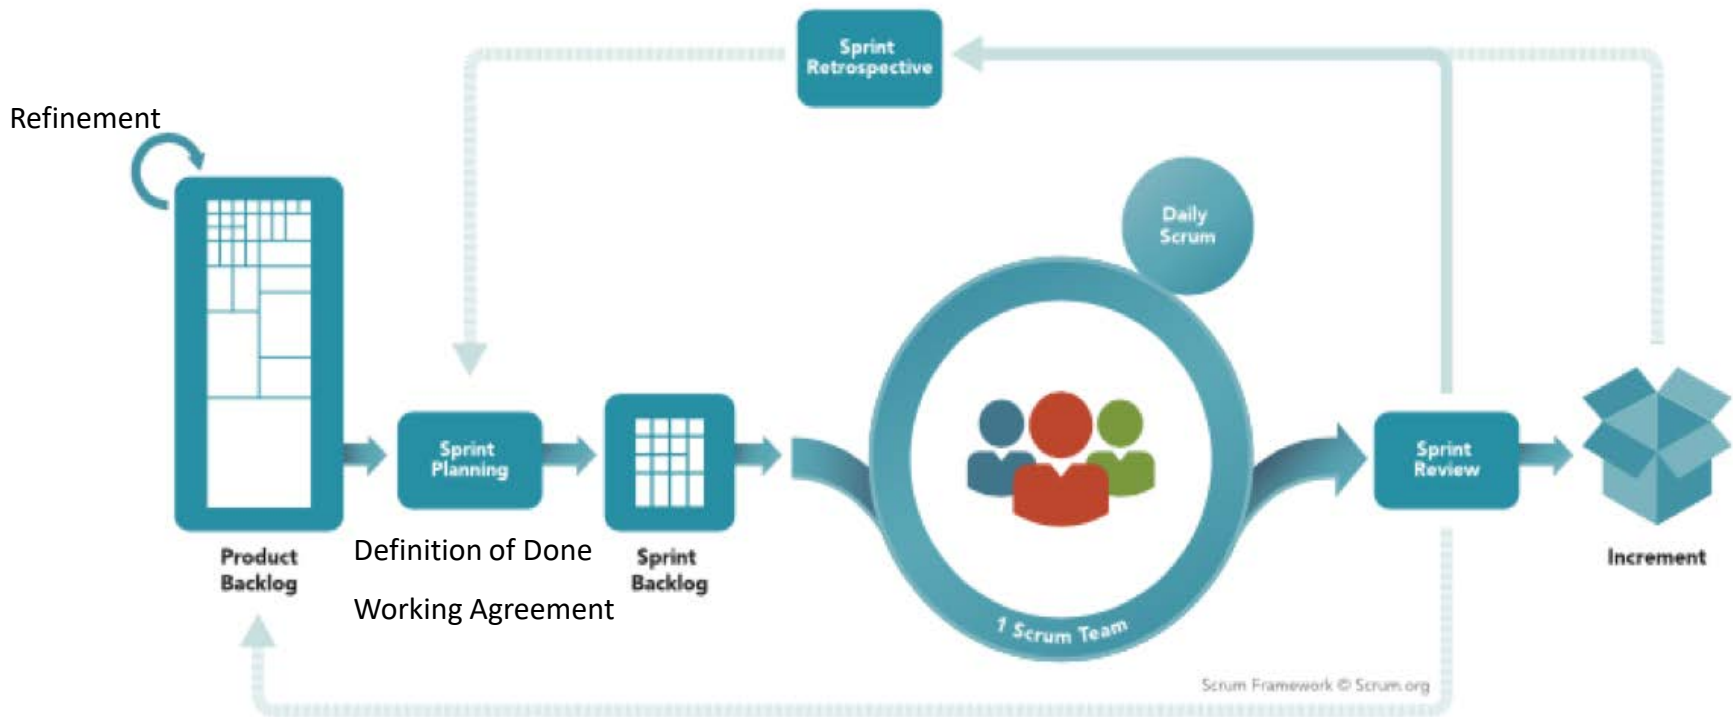 Sprint
Retrospective
Refinement
Daily
Scrum
Sprint
Planning
Sprint
Review
Product
Backlog
Definition of Done
Working Agreement
Sprint
Backlog
Increment
1 Scrum Team
Scrum Framework © Scrum.org